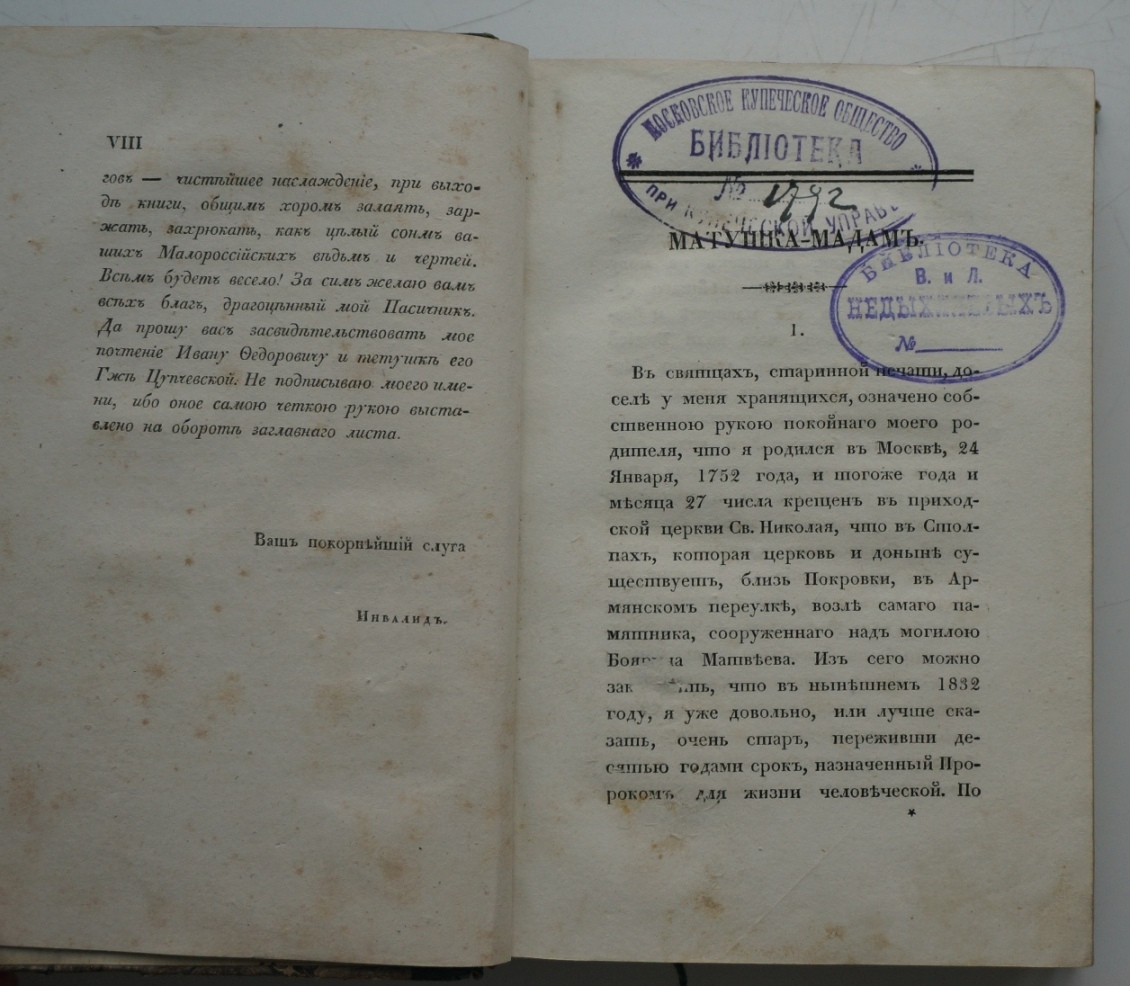 VIII
говъ — чистѣйшее наслажденіе, при выхо-
дѣ книги, общимъ хоромъ залаять, зар-
жать, захрюкать, какъ цѣлый сонмъ ва-
шихъ Малороссійскихъ вѣдьмъ и чертей.
Всѣмъ будетъ весело! За симъ желаю вамъ
всѣхъ благъ, драгоцѣнный мой Пасичникъ.
Да прошу васъ засвидѣтельствовать мое
почтеніе Ивану Ѳедоровичу и тетушкѣ его
Гжѣ Цупчевской. Не подписываю моего име-
ни, ибо оное самою четкою рукою выста-
влено на оборотѣ заглавнаго листа.
Вашъ покорнѣйшій слуга
Инвалидъ.
МОСКОВСКОЕ КУПЕЧЕСКОЕ ОБЩЕСТВО
БИБЛІОТЕКА
№ 1792
ПРИ КУПЕЧЕСКОЙ УПРАВѢ
МАТУШКА-МАДАМЪ.
БИБЛІОТЕКА
В. и Л.
№
1.
Въ святцахъ, старинной печати, до-
селѣ у меня хранящихся, означено соб-
ственною рукою покойнаго моего ро-
дителя, что я родился въ Москвѣ, 24
Января, 1752 года, и тогоже года и
мѣсяца 27 числа крещенъ въ приход-
ской церкви Св. Николая, что въ Стол-
пахъ, которая церковь и донынѣ су-
ществуетъ, близь Покровки, въ Ар-
мянскомъ переулкѣ, возлѣ самаго па-
мятника, сооруженнаго надъ могилою
Матвѣева. Изъ сего можно
что въ нынѣшнемъ 1832
году, я уже довольно, или лучше ска-
зать, очень старъ, переживши де-
сятью годами срокъ, назначенный Про-
рокомъ для жизни человѣческой. По
*